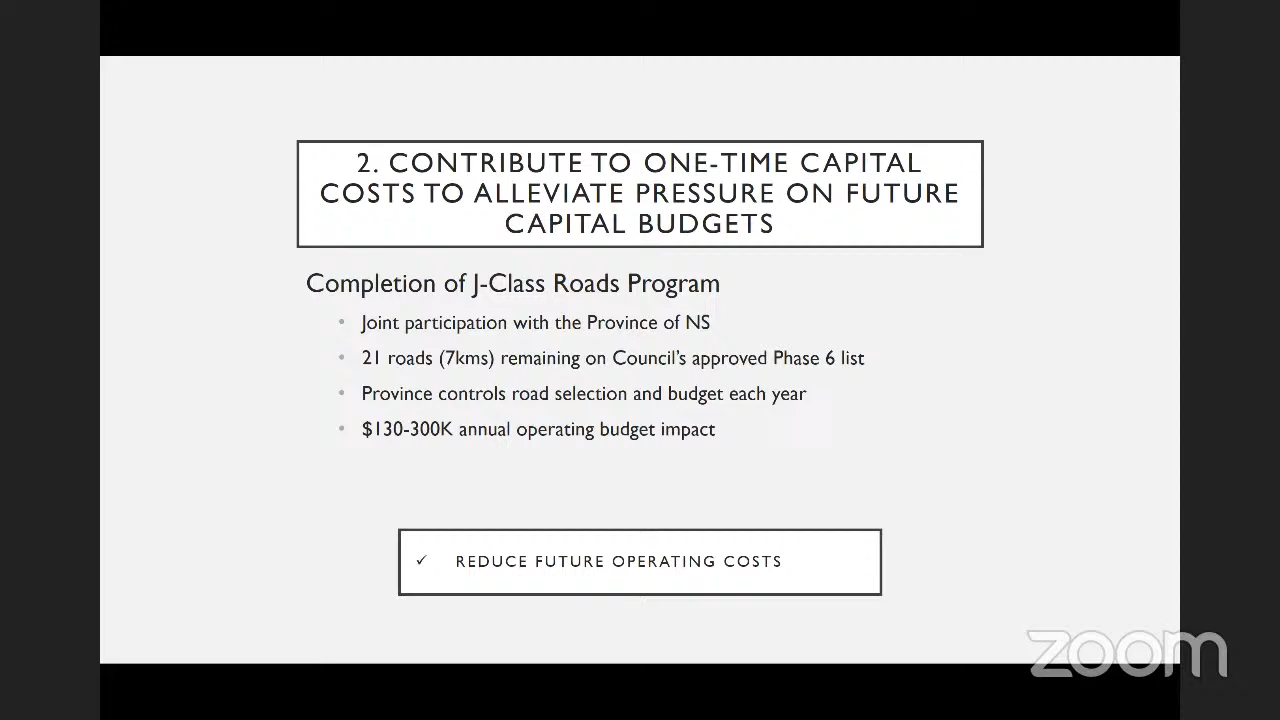 2. CONTRIBUTE TO ONE-TIME CAPITAL
COSTS TO ALLEVIATE PRESSURE ON FUTURE
CAPITAL BUDGETS
Completion of J-Class Roads Program
• Joint participation with the Province of NS
• 21 roads (7kms) remaining on Council's approved Phase 6 list
• Province controls road selection and budget each year
• $130-300K annual operating budget impact
✓ REDUCE FUTURE OPERATING COSTS
zoom